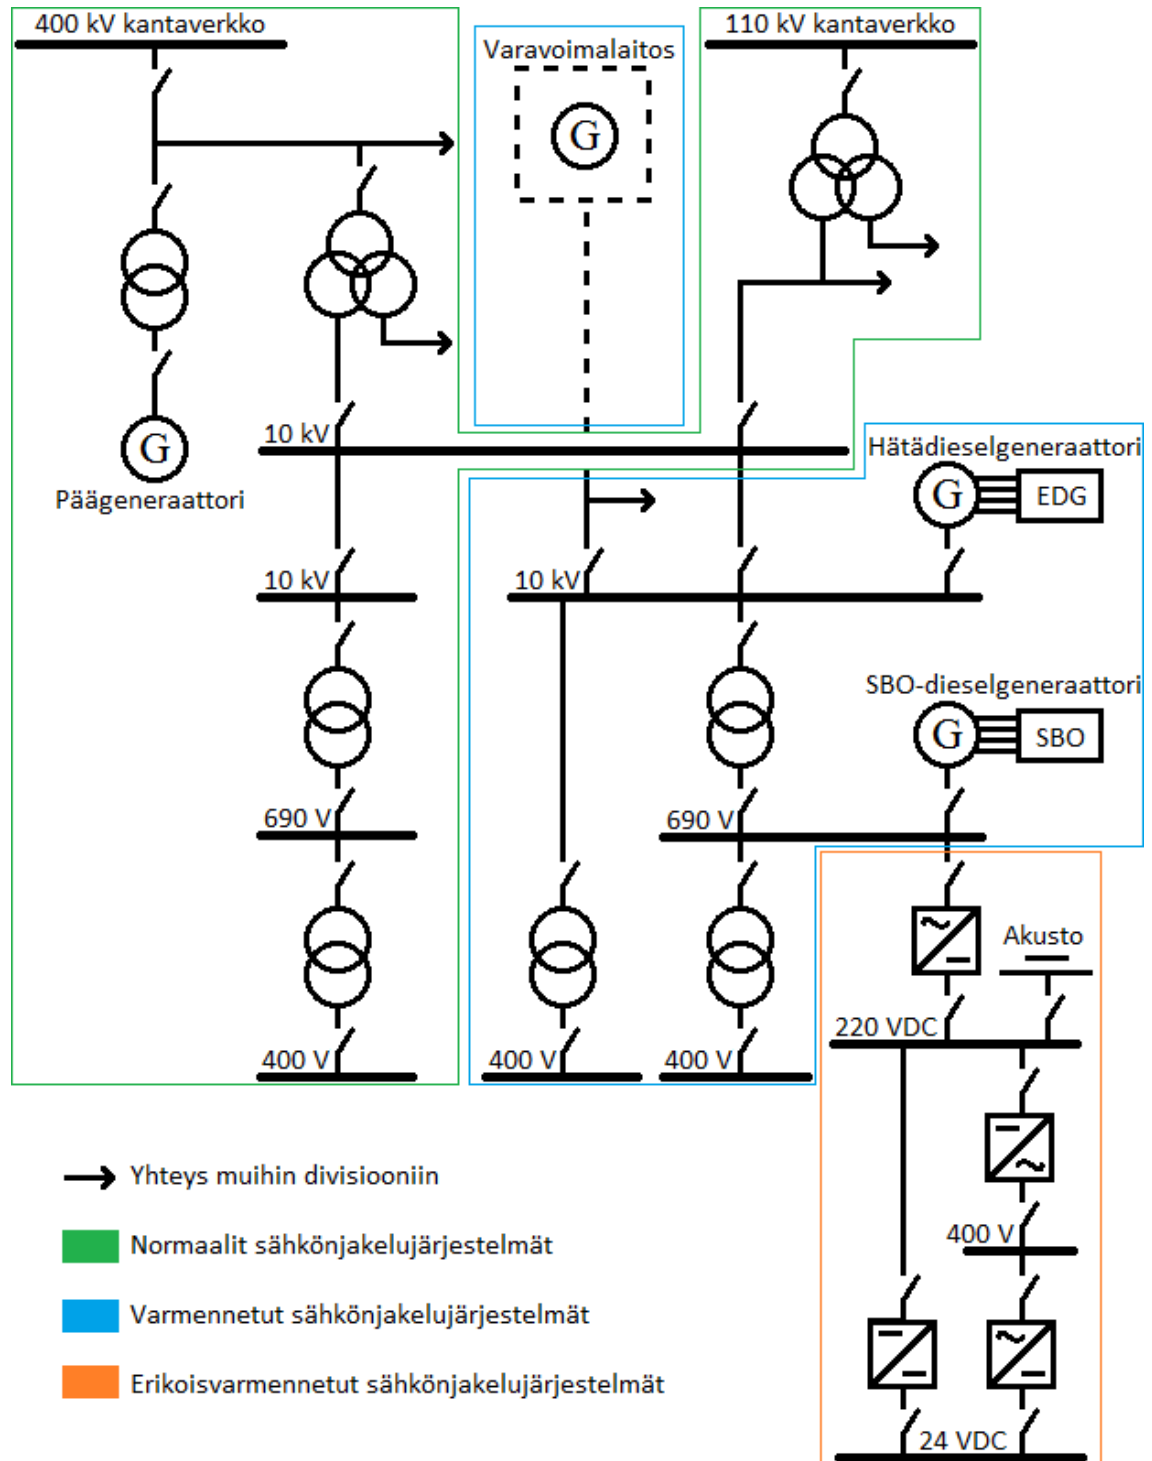 400 kV kantaverkko
Varavoimalaitos
G
110 kV kantaverkko
G
Päägeneraattori
10 kV
Hätädieselgeneraattori
G
EDG
10 kV
10 kV
SBO-dieselgeneraattori
G
SBO
690 V
690 V
Akusto
220 VDC
400 V
400 V
400 V
400 V
24 VDC
Yhteys muihin divisiooniin
Normaalit sähkönjakelujärjestelmät
Varmennetut sähkönjakelujärjestelmät
Erikoisvarmennetut sähkönjakelujärjestelmät